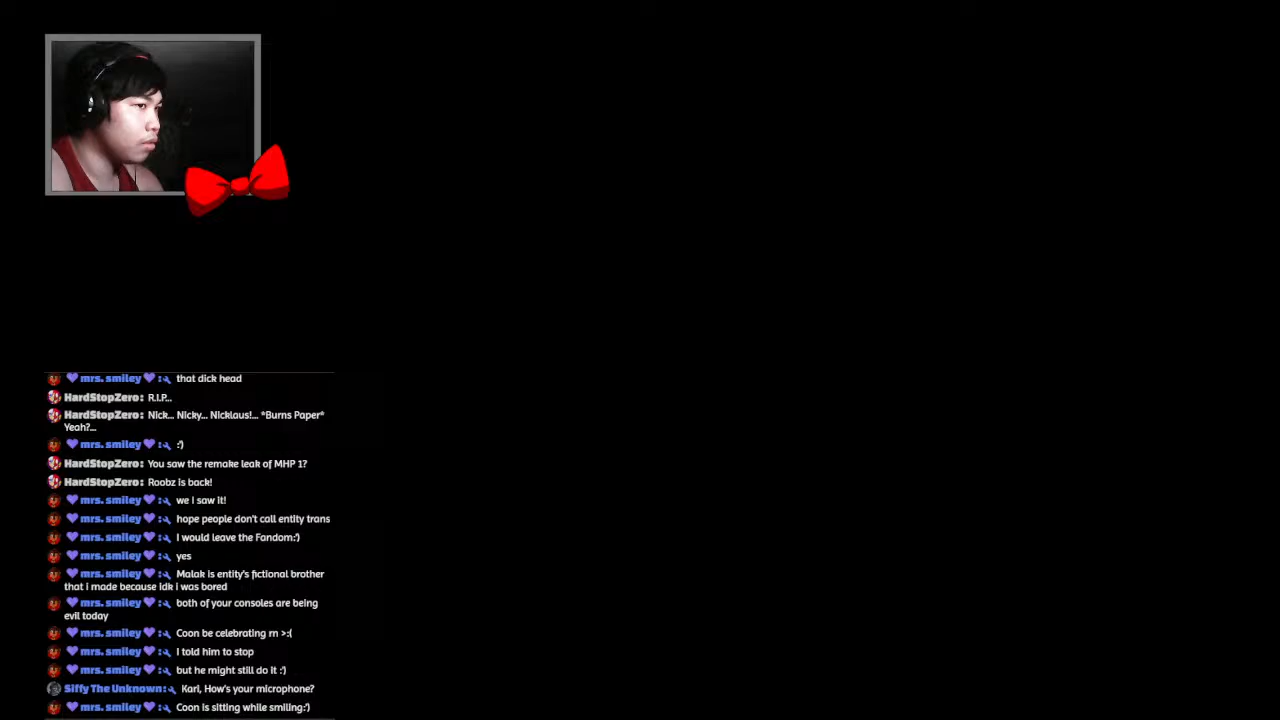 mrs. smiley : that dick head
HardStopZero: R.I.P...
HardStopZero: Nick... Nicky... Nicklaus!... *Burns Paper*
Yeah?...
mrs. smiley : :')
HardStopZero: You saw the remake leak of MHP 1?
HardStopZero: Roobz is back!
mrs. smiley : we I saw it!
mrs. smiley : hope people don't call entity trans
mrs. smiley : I would leave the Fandom:')
mrs. smiley : yes
mrs. smiley : Malak is entity's fictional brother
that i made because idk i was bored
mrs. smiley : both of your consoles are being
evil today
mrs. smiley : Coon be celebrating rn >:(
mrs. smiley : I told him to stop
mrs. smiley : but he might still do it :')
Siffy The Unknown: Karl, How's your microphone?
mrs. smiley : Coon is sitting while smiling:')